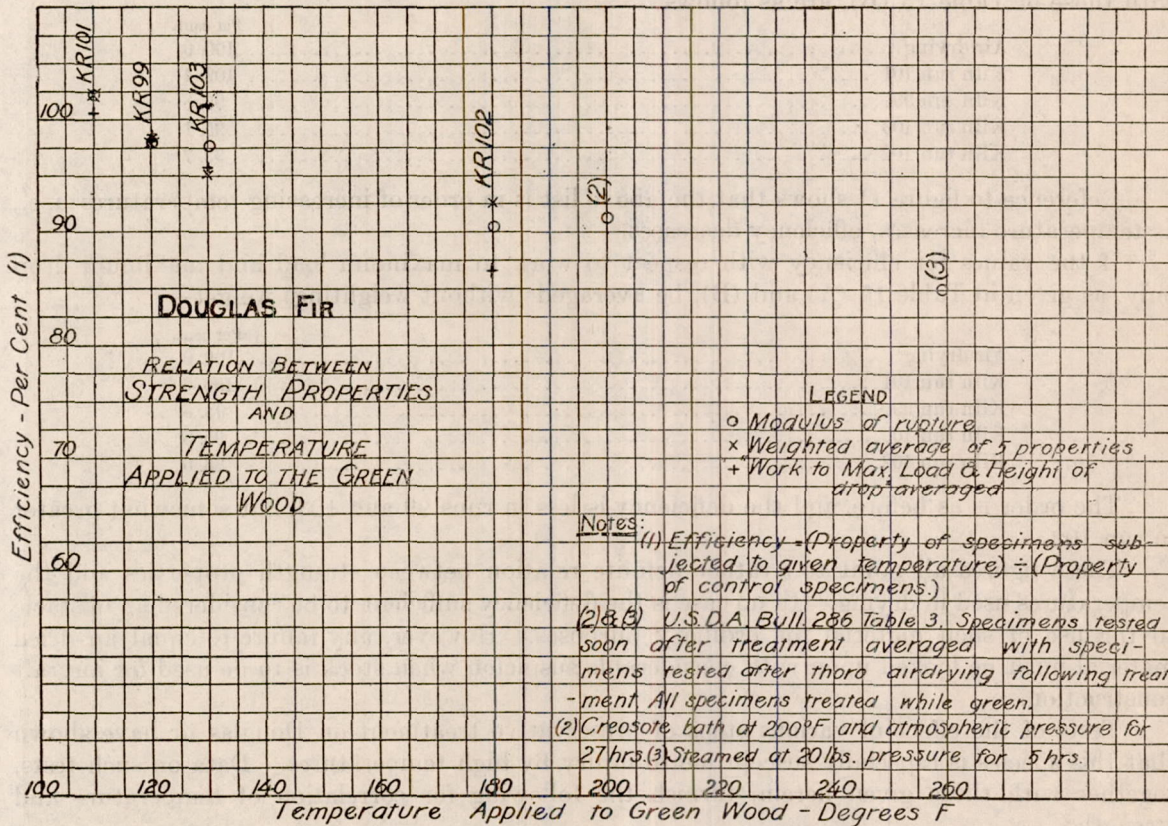 KR101
KR99
KR103
KR102
(2)
(3)
100
90
80
70
60
Efficiency - Per Cent (1)
DOUGLAS FIR
RELATION BETWEEN
STRENGTH PROPERTIES
AND
TEMPERATURE
APPLIED TO THE GREEN
WOOD
LEGEND
o Modulus of rupture
x Weighted average of 5 properties
+ Work to Max. Load & Height of
drop averaged
Notes:
(1) Efficiency = (Property of specimens sub-
jected to given temperature) ÷ (Property
of control specimens.)
(2)&(3) U.S.D.A. Bull. 286 Table 3. Specimens tested
soon after treatment averaged with speci-
mens tested after thoro airdrying following treat
-ment. All specimens treated while green.
(2) Creosote bath at 200°F and atmospheric pressure for
27 hrs. (3) Steamed at 20 lbs. pressure for 5 hrs.
100 120 140 160 180 200 220 240 260
Temperature Applied to Green Wood - Degrees F